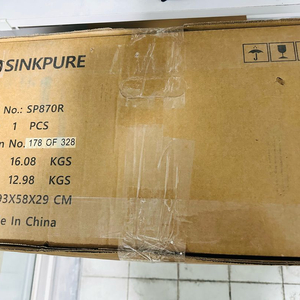 SINKPURE
No.: SP870R
1 PCS
n No. 178 OF 328
16.08 KGS
12.98 KGS
93X58X29 CM
e In China